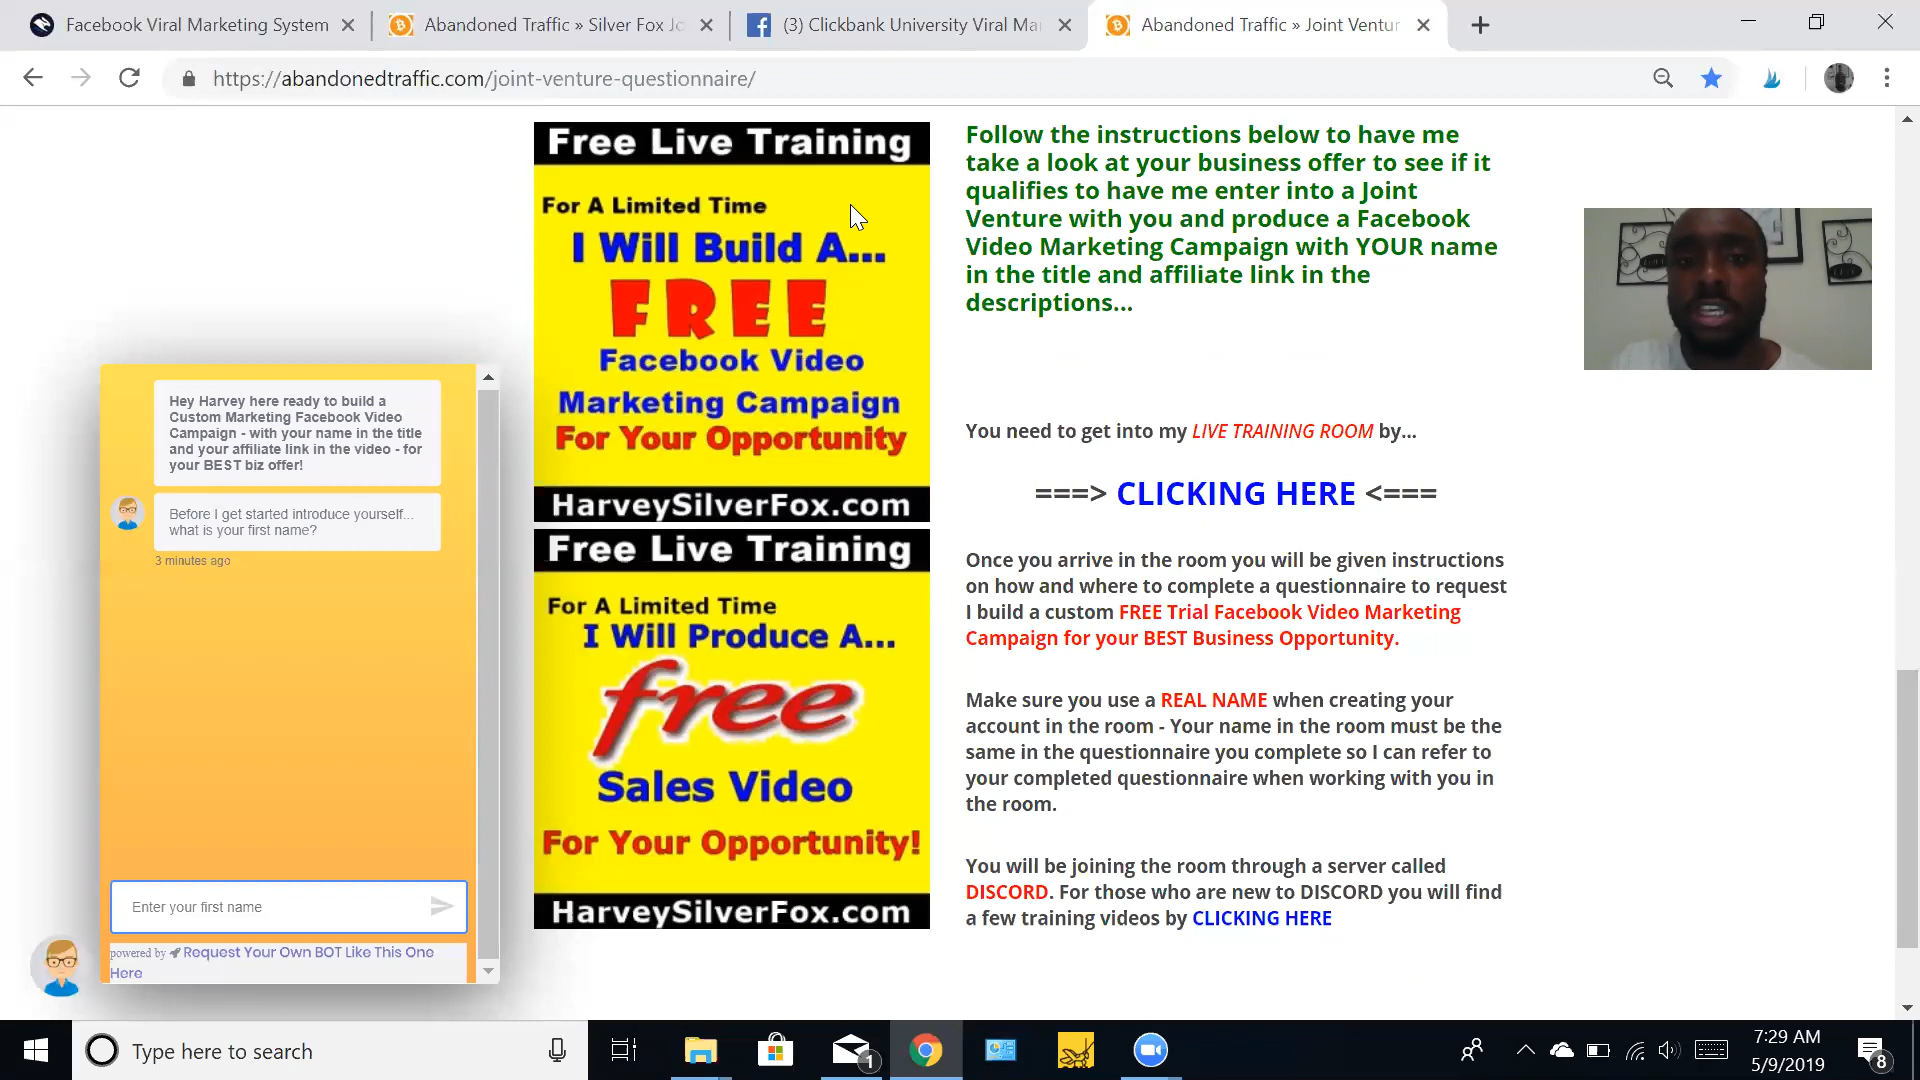 Facebook Viral Marketing System
Abandoned Traffic » Silver Fox Jo
(3) Clickbank University Viral Ma
Abandoned Traffic » Joint Ventur
https://abandonedtraffic.com/joint-venture-questionnaire/
Free Live Training
For A Limited Time
I Will Build A...
FREE
Facebook Video
Marketing Campaign
For Your Opportunity
HarveySilverFox.com
Free Live Training
For A Limited Time
I Will Produce A...
free
Sales Video
For Your Opportunity!
HarveySilverFox.com
Follow the instructions below to have me
take a look at your business offer to see if it
qualifies to have me enter into a Joint
Venture with you and produce a Facebook
Video Marketing Campaign with YOUR name
in the title and affiliate link in the
descriptions...
You need to get into my LIVE TRAINING ROOM by...
===> CLICKING HERE <===
Once you arrive in the room you will be given instructions
on how and where to complete a questionnaire to request
I build a custom FREE Trial Facebook Video Marketing
Campaign for your BEST Business Opportunity.
Make sure you use a REAL NAME when creating your
account in the room - Your name in the room must be the
same in the questionnaire you complete so I can refer to
your completed questionnaire when working with you in
the room.
You will be joining the room through a server called
DISCORD. For those who are new to DISCORD you will find
a few training videos by CLICKING HERE
Hey Harvey here ready to build a
Custom Marketing Facebook Video
Campaign - with your name in the title
and your affiliate link in the video - for
your BEST biz offer!
Before I get started introduce yourself...
what is your first name?
3 minutes ago
Enter your first name
powered by Request Your Own BOT Like This One
Here
Type here to search
1
7:29 AM
5/9/2019
8